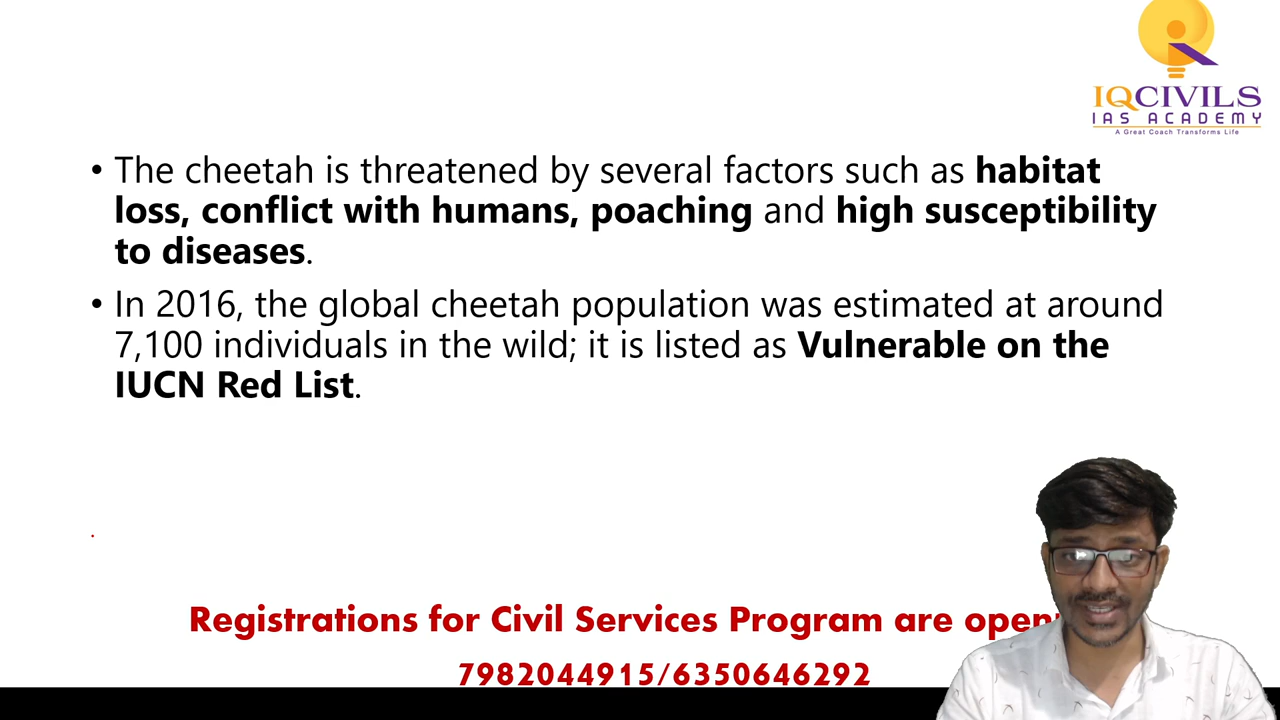 IQCIVILS
IAS ACADEMY
A Great Coach Transforms Life
• The cheetah is threatened by several factors such as habitat
loss, conflict with humans, poaching and high susceptibility
to diseases.
• In 2016, the global cheetah population was estimated at around
7,100 individuals in the wild; it is listed as Vulnerable on the
IUCN Red List.
Registrations for Civil Services Program are open
7982044915/6350646292